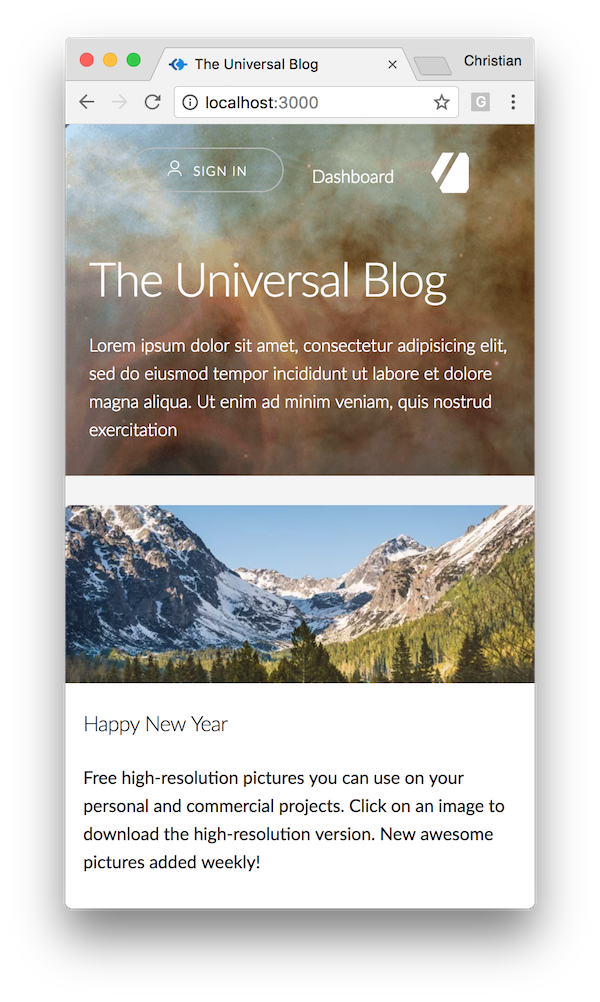 The Universal Blog
Christian
localhost:3000
G
SIGN IN
Dashboard
The Universal Blog
Lorem ipsum dolor sit amet, consectetur adipisicing elit,
sed do eiusmod tempor incididunt ut labore et dolore
magna aliqua. Ut enim ad minim veniam, quis nostrud
exercitation
Happy New Year
Free high-resolution pictures you can use on your
personal and commercial projects. Click on an image to
download the high-resolution version. New awesome
pictures added weekly!